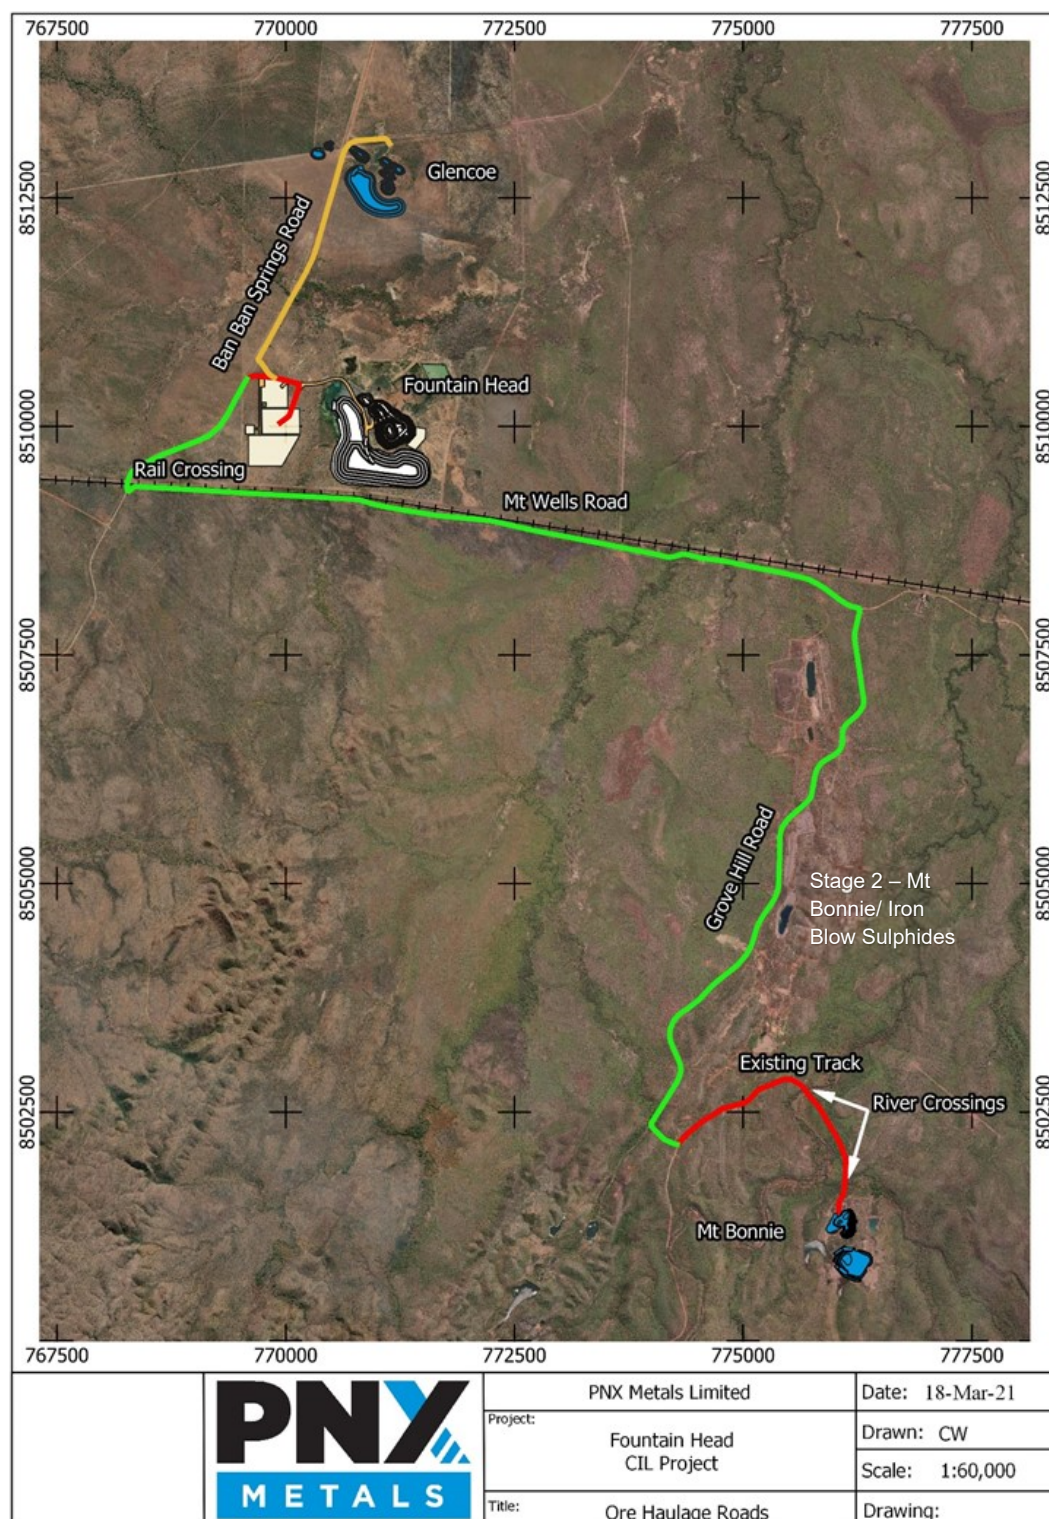 767500 770000 772500 775000 777500
Glencoe
8512500
8512500
Ban Ban Springs Road
Fountain Head
8510000
8510000
Rail Crossing
Mt Wells Road
8507500
8507500
Grove Hill Road
Stage 2 – Mt
Bonnie/ Iron
Blow Sulphides
8505000
8505000
Existing Track
River Crossings
8502500
8502500
Mt Bonnie
767500 770000 772500 775000 777500
PNX
METALS
PNX Metals Limited
Project:
Fountain Head
CIL Project
Title:
Ore Haulage Roads
Date: 18-Mar-21
Drawn: CW
Scale: 1:60,000
Drawing: